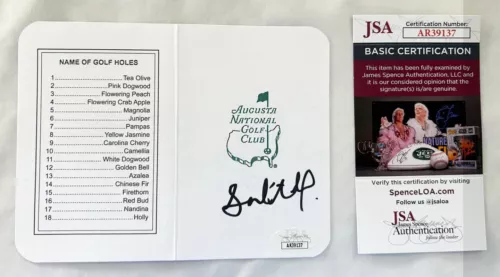 NAME OF GOLF HOLES
1 Tea Olive
2 Pink Dogwood
3 Flowering Peach
4 Flowering Crab Apple
5 Magnolia
6 Juniper
7 Pampas
8 Yellow Jasmine
9 Carolina Cherry
10 Camellia
11 White Dogwood
12 Golden Bell
13 Azalea
14 Chinese Fir
15 Firethorn
16 Red Bud
17 Nandina
18 Holly
AUGUSTA
NATIONAL
GOLF
CLUB
AR39137
JSA
Certification Number:
AR39137
BASIC CERTIFICATION
This item has been fully examined by
James Spence Authentication, LLC and
it is our considered opinion that the
signature(s) is/are genuine.
Verify this certification by visiting
SpenceLOA.com
Follow us @jsaloa
JSA
James Spence
Authentication